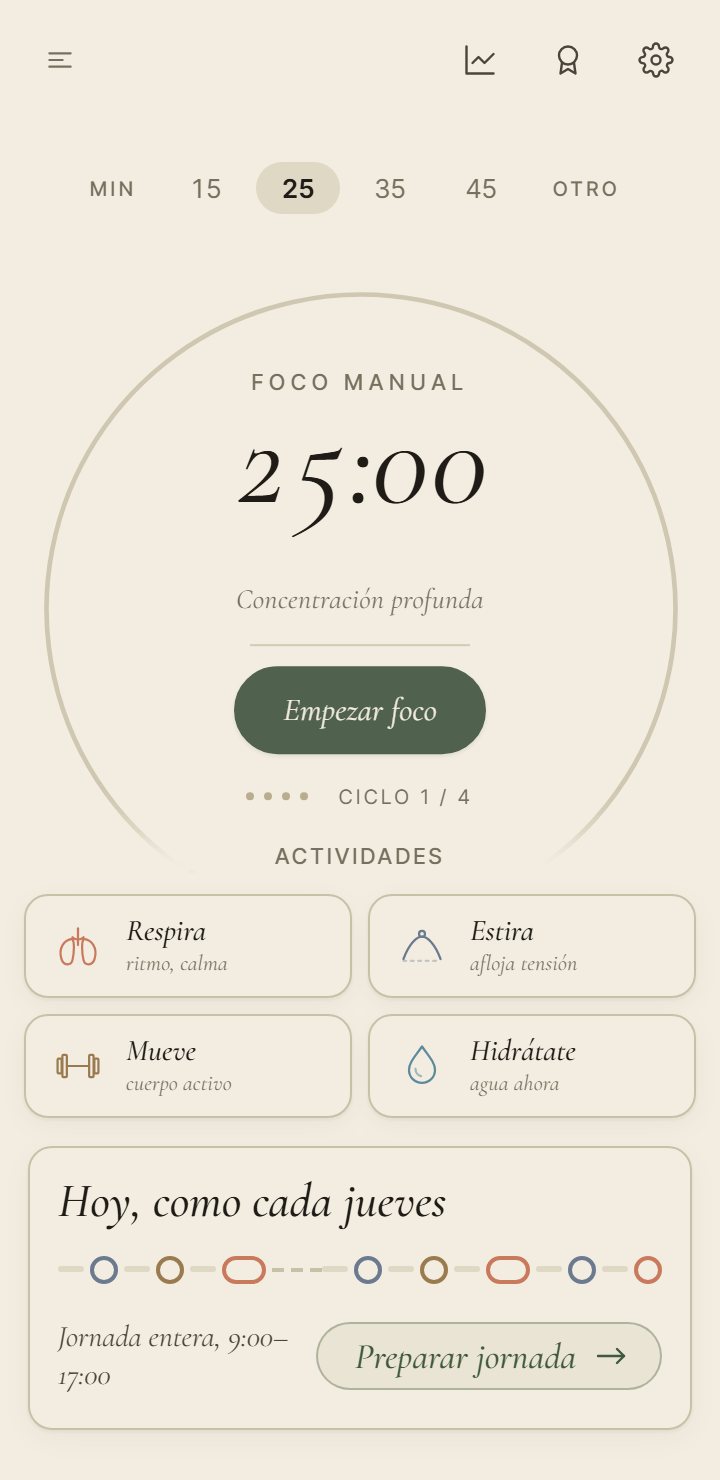 MIN 15 25 35 45 OTRO
FOCO MANUAL
25:00
Concentración profunda
Empezar foco
CICLO 1 / 4
ACTIVIDADES
Respira
ritmo, calma
Estira
afloja tensión
Mueve
cuerpo activo
Hidrátate
agua ahora
Hoy, como cada jueves
Jornada entera, 9:00–
17:00
Preparar jornada →